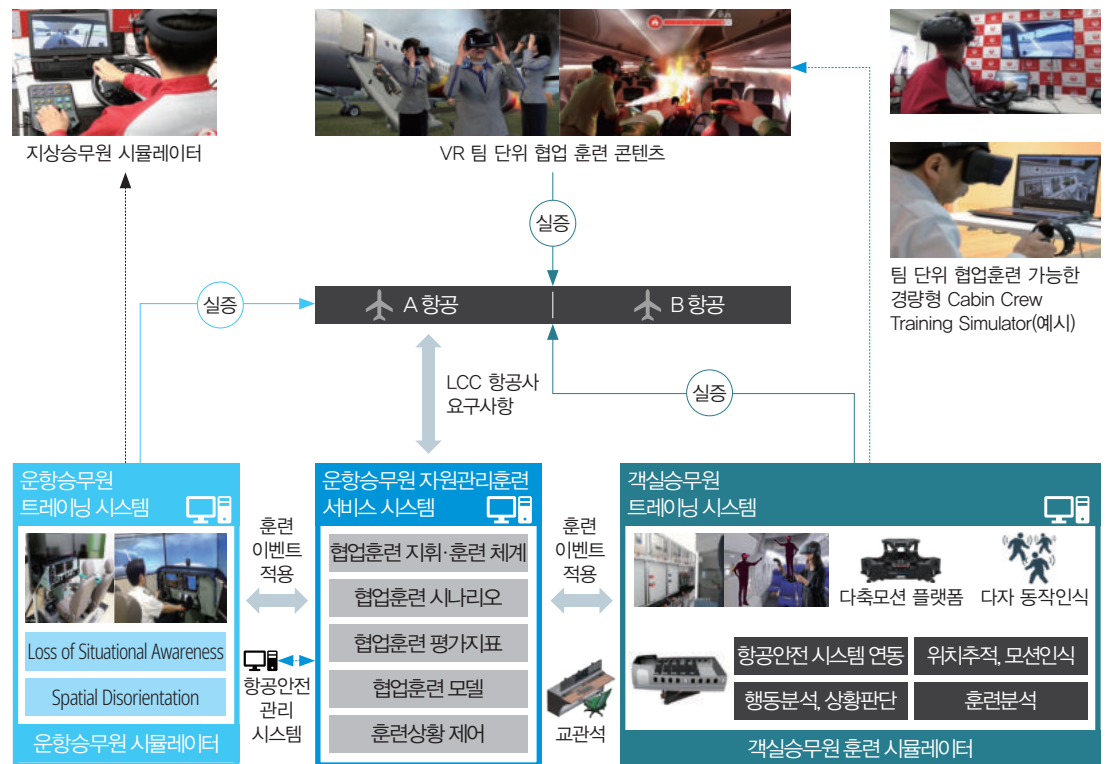 지상승무원 시뮬레이터
VR 팀 단위 협업 훈련 콘텐츠
팀 단위 협업훈련 가능한
경량형 Cabin Crew
Training Simulator(예시)
실증
실증
A 항공
B 항공
LCC 항공사
요구사항
실증
운항승무원
트레이닝 시스템
Loss of Situational Awareness
Spatial Disorientation
운항승무원 시뮬레이터
훈련
이벤트
적용
항공안전
관리
시스템
운항승무원 자원관리훈련
서비스 시스템
협업훈련 지휘·훈련 체계
협업훈련 시나리오
협업훈련 평가지표
협업훈련 모델
훈련상황 제어
훈련
이벤트
적용
교관석
객실승무원
트레이닝 시스템
다축모션 플랫폼
다자 동작인식
항공안전 시스템 연동
위치추적, 모션인식
행동분석, 상황판단
훈련분석
객실승무원 훈련 시뮬레이터